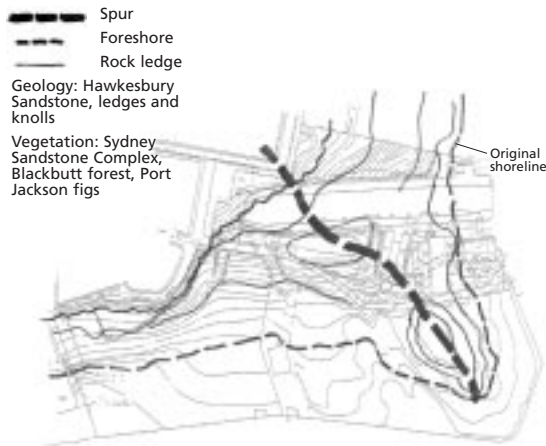 Spur
Foreshore
Rock ledge
Geology: Hawkesbury
Sandstone, ledges and
knolls
Vegetation: Sydney
Sandstone Complex,
Blackbutt forest, Port
Jackson figs
Original
shoreline